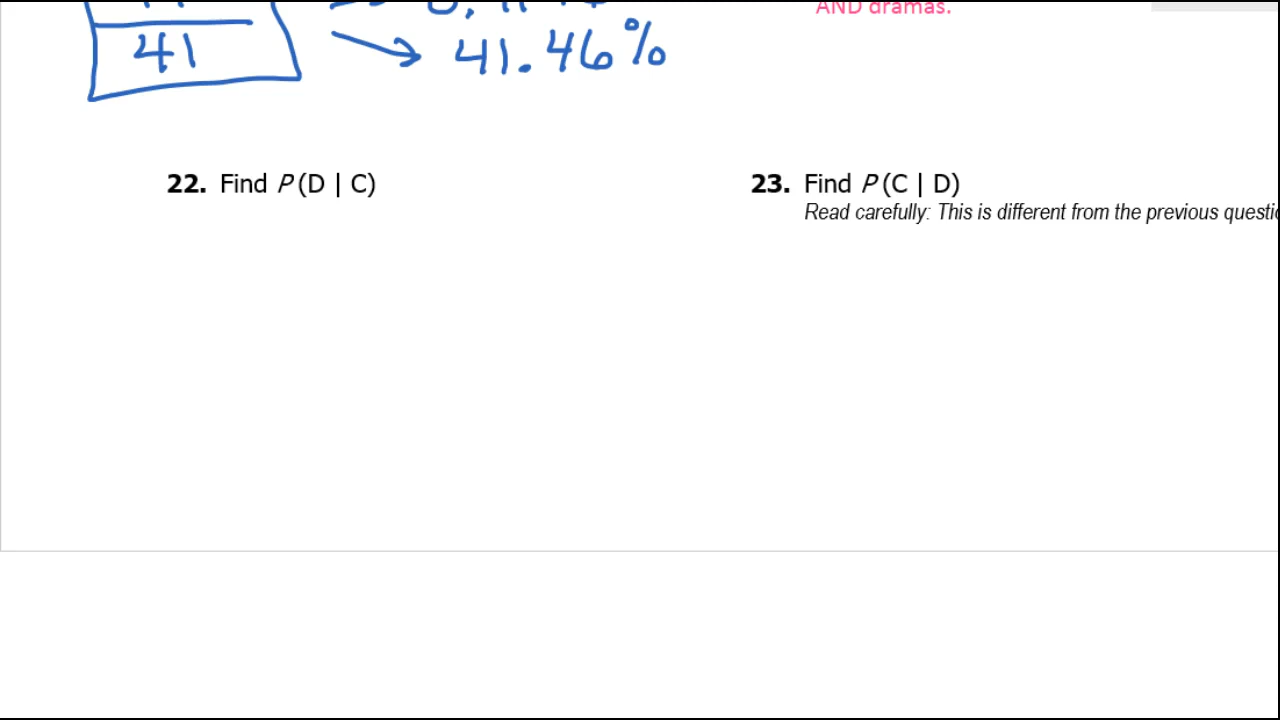 AND dramas.
41
41.46%
22. Find P(D | C)
23. Find P(C | D)
Read carefully: This is different from the previous questi